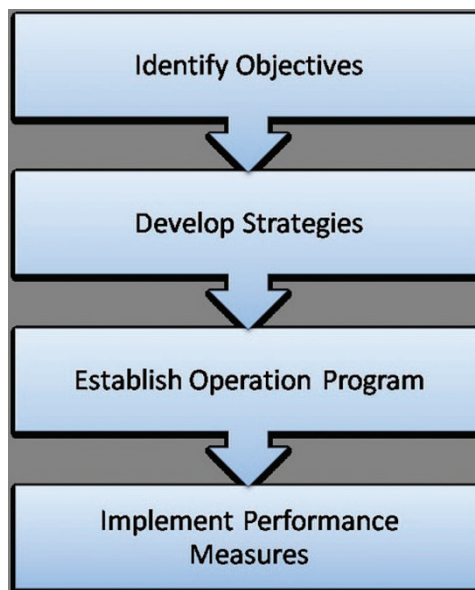 Identify Objectives
Develop Strategies
Establish Operation Program
Implement Performance
Measures